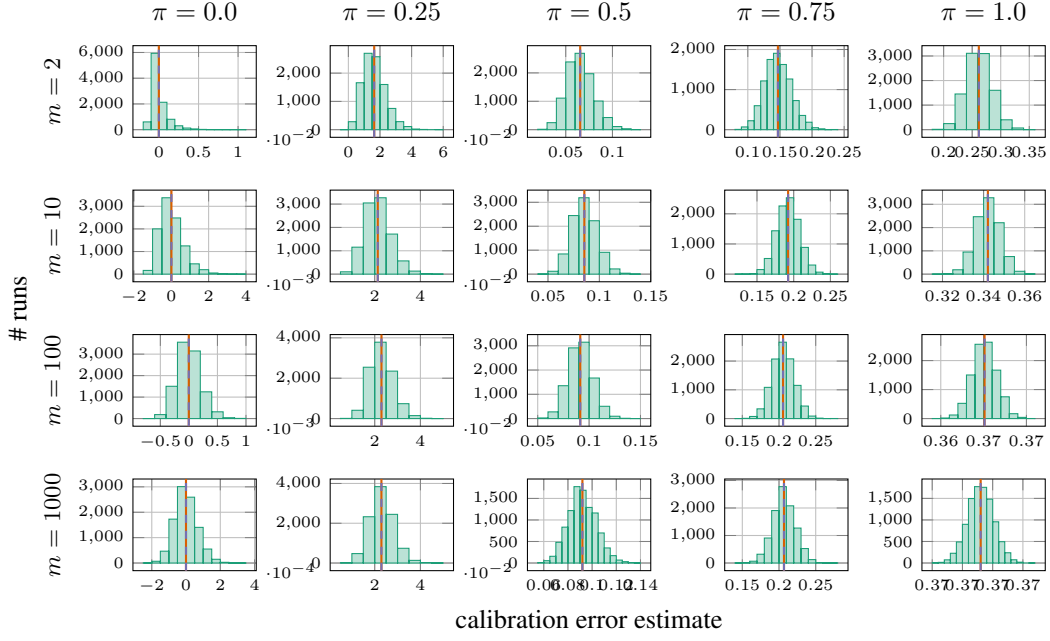 π = 0.0 π = 0.25 π = 0.5 π = 0.75 π = 1.0
m = 2
6,000 4,000 2,000 0
0 0.5 1
·10⁻²
2,000 1,000 0
0 2 4 6
·10⁻²
2,000 1,000 0
0.05 0.1
2,000 1,000 0
0.1 0.15 0.2 0.25
3,000 2,000 1,000 0
0.2 0.25 0.3 0.35
m = 10
3,000 2,000 1,000 0
−2 0 2 4
·10⁻³
3,000 2,000 1,000 0
2 4
·10⁻²
3,000 2,000 1,000 0
0.05 0.1 0.15
2,000 1,000 0
0.15 0.2 0.25
3,000 2,000 1,000 0
0.32 0.34 0.36
# runs
m = 100
3,000 2,000 1,000 0
−0.5 0 0.5 1
·10⁻³
4,000 2,000 0
2 4
·10⁻²
3,000 2,000 1,000 0
0.05 0.1 0.15
2,000 1,000 0
0.15 0.2 0.25
2,000 1,000 0
0.36 0.37 0.37
m = 1000
3,000 2,000 1,000 0
−2 0 2 4
·10⁻⁴
4,000 2,000 0
2 4
·10⁻²
1,500 1,000 500 0
0.06 0.08 0.1 0.12 0.14
3,000 2,000 1,000 0
0.15 0.2 0.25
1,500 1,000 500 0
0.37 0.37 0.37 0.37
calibration error estimate